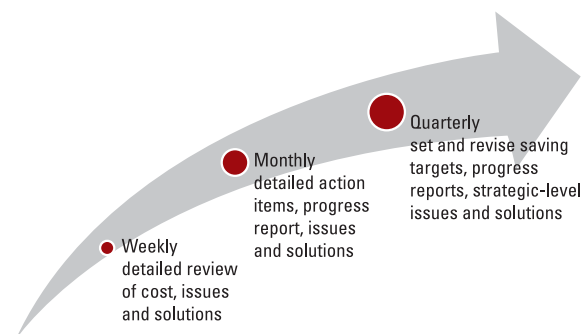 Weekly
detailed review
of cost, issues
and solutions
Monthly
detailed action
items, progress
report, issues
and solutions
Quarterly
set and revise saving
targets, progress
reports, strategic-level
issues and solutions